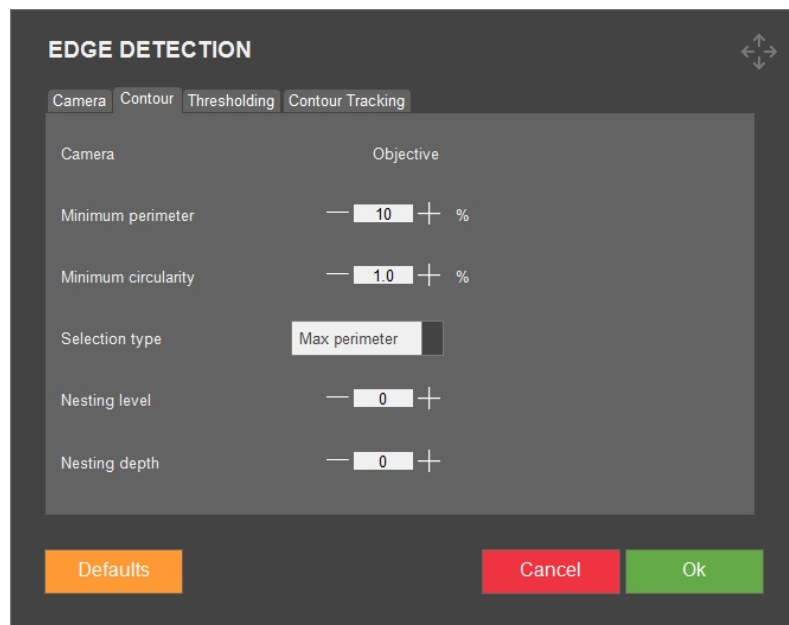 EDGE DETECTION
Camera Contour Thresholding Contour Tracking
Camera Objective
Minimum perimeter 10 %
Minimum circularity 1.0 %
Selection type Max perimeter
Nesting level 0
Nesting depth 0
Defaults Cancel Ok